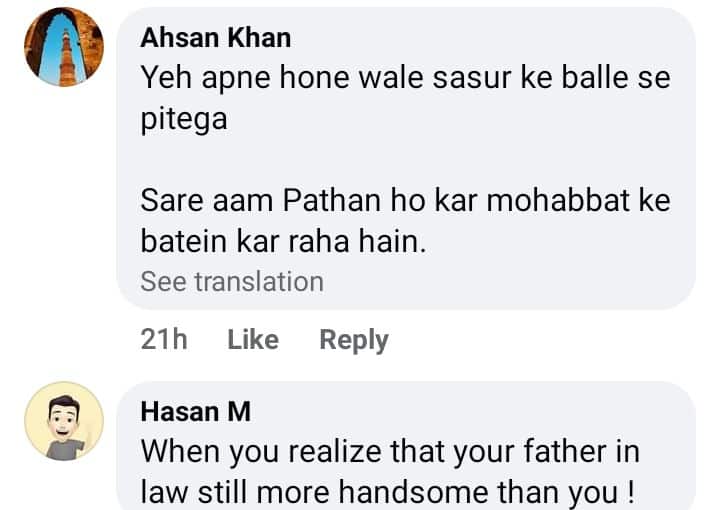 Ahsan Khan
Yeh apne hone wale sasur ke balle se
pitega
Sare aam Pathan ho kar mohabbat ke
batein kar raha hain.
See translation
21h Like Reply
Hasan M
When you realize that your father in
law still more handsome than you !